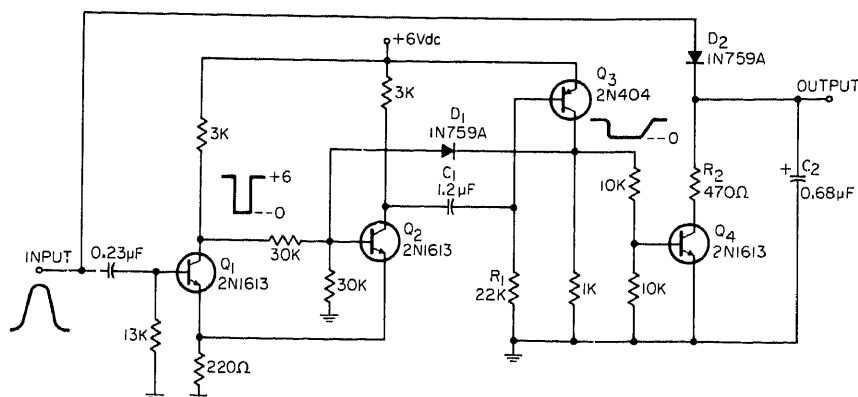 +6Vdc
D2
1N759A
Q3
2N404
OUTPUT
3K
3K
D1
1N759A
--0
+6
--0
C1
1.2µF
10K
R2
470Ω
+
C2
0.68µF
INPUT
0.23µF
Q1
2N1613
30K
Q2
2N1613
Q4
2N1613
30K
R1
22K
1K
10K
13K
220Ω